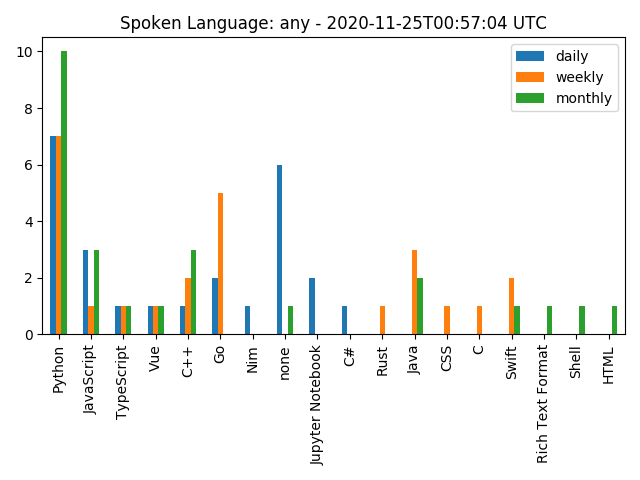 Spoken Language: any - 2020-11-25T00:57:04 UTC
daily
weekly
monthly
10
8
6
4
2
0
Python
JavaScript
TypeScript
Vue
C++
Go
Nim
none
Jupyter Notebook
C#
Rust
Java
CSS
C
Swift
Rich Text Format
Shell
HTML